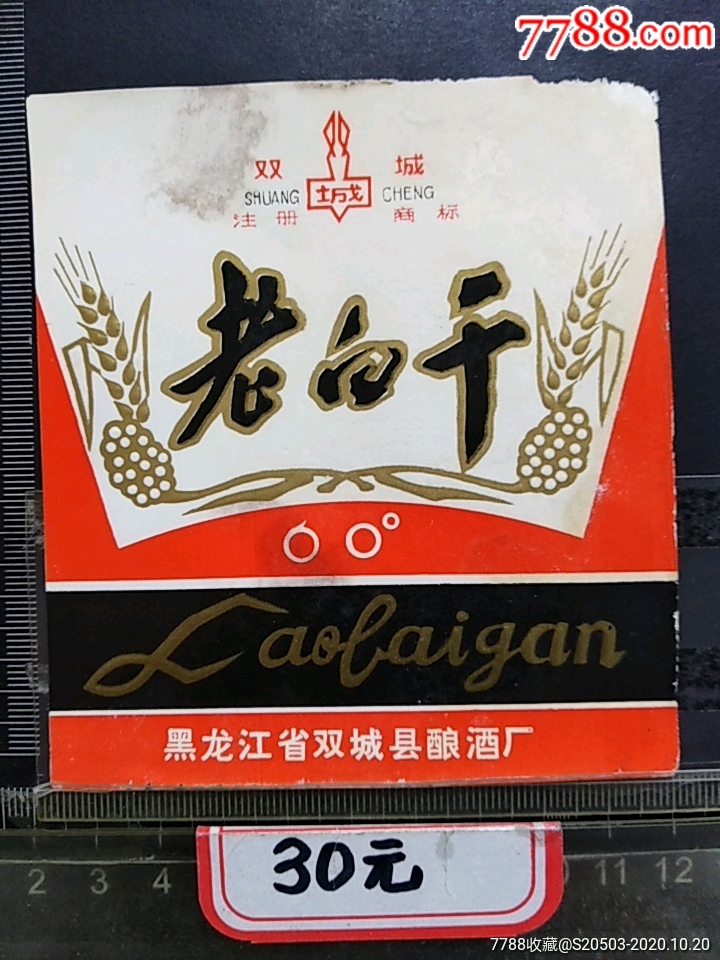 7788.com
双 城
SHUANG 城 CHENG
注 册 商 标
老白干
60°
Laobaigan
黑龙江省双城县酿酒厂
30元
2 3 4 11 12
7788收藏@S20503-2020.10.20